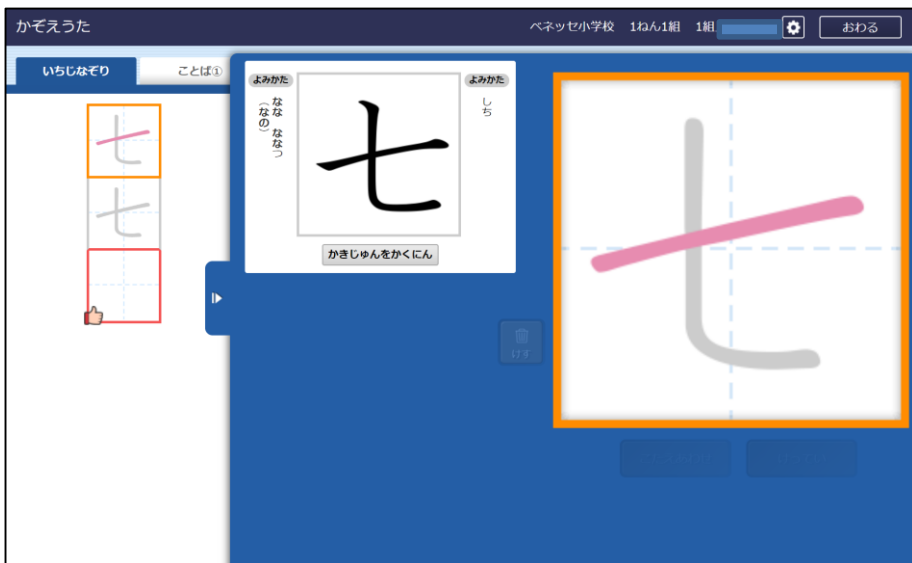 かぞえうた
ベネッセ小学校 1ねん1組 1組
おわる
いちじなぞり
ことば①
よみかた
しち
よみかた
なな ななつ
(なの)
七
かきじゅんをかくにん
七
七
七
けす